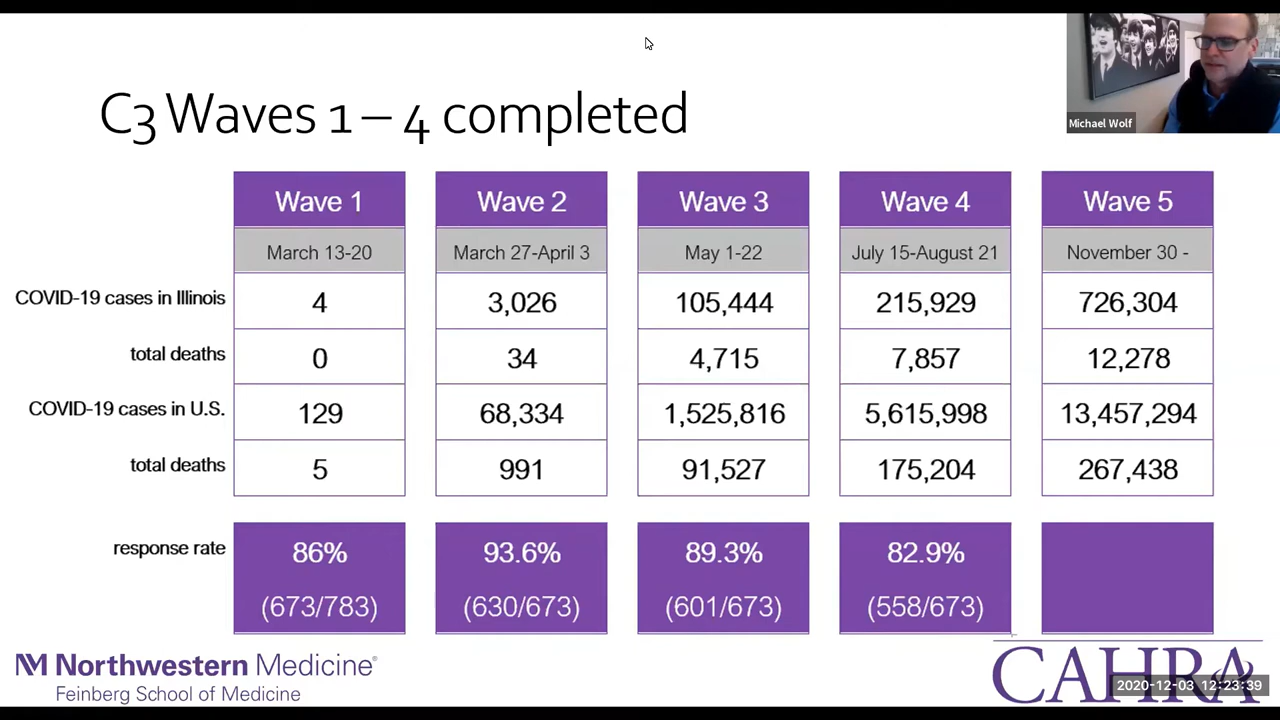 C3 Waves 1 – 4 completed
Michael Wolf
Wave 1 Wave 2 Wave 3 Wave 4 Wave 5
March 13-20 March 27-April 3 May 1-22 July 15-August 21 November 30 -
COVID-19 cases in Illinois 4 3,026 105,444 215,929 726,304
total deaths 0 34 4,715 7,857 12,278
COVID-19 cases in U.S. 129 68,334 1,525,816 5,615,998 13,457,294
total deaths 5 991 91,527 175,204 267,438
response rate 86% 93.6% 89.3% 82.9%
(673/783) (630/673) (601/673) (558/673)
NM Northwestern Medicine®
Feinberg School of Medicine
CAHRA
2020-12-03 12:23:39